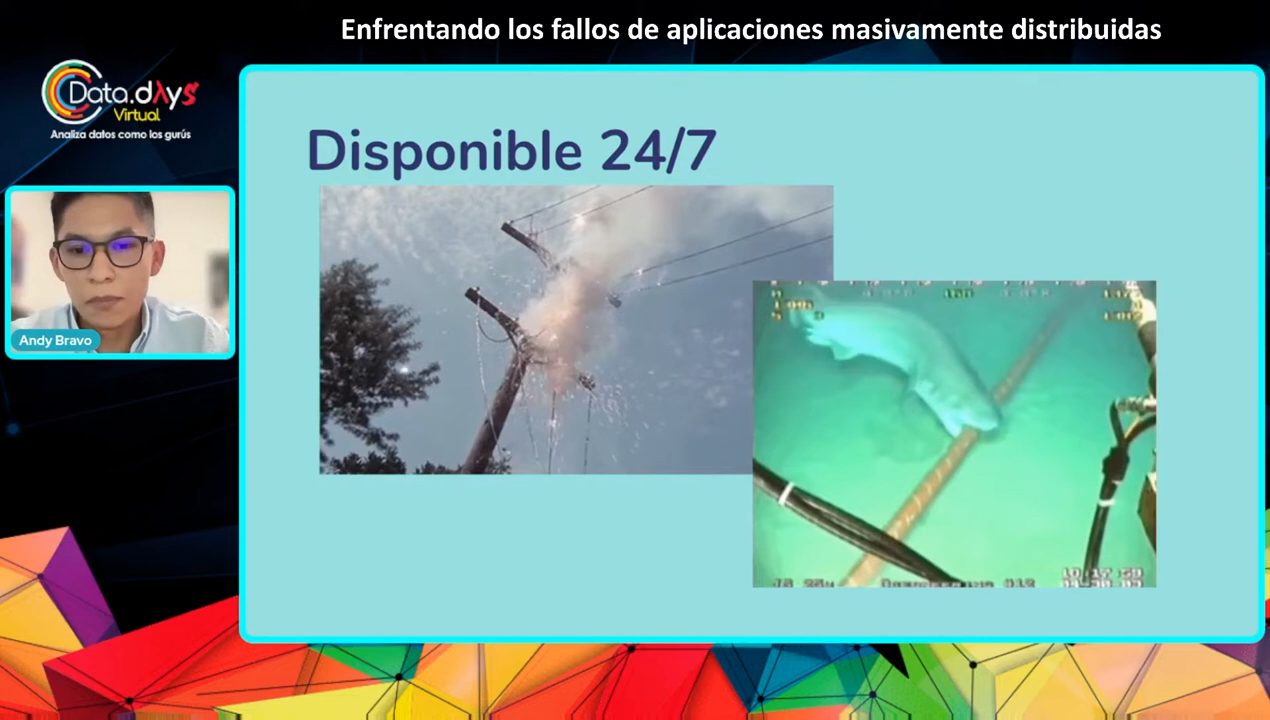 Enfrentando los fallos de aplicaciones masivamente distribuidas
Data.dλys
Virtual
Analiza datos como los gurús
Disponible 24/7
Andy Bravo